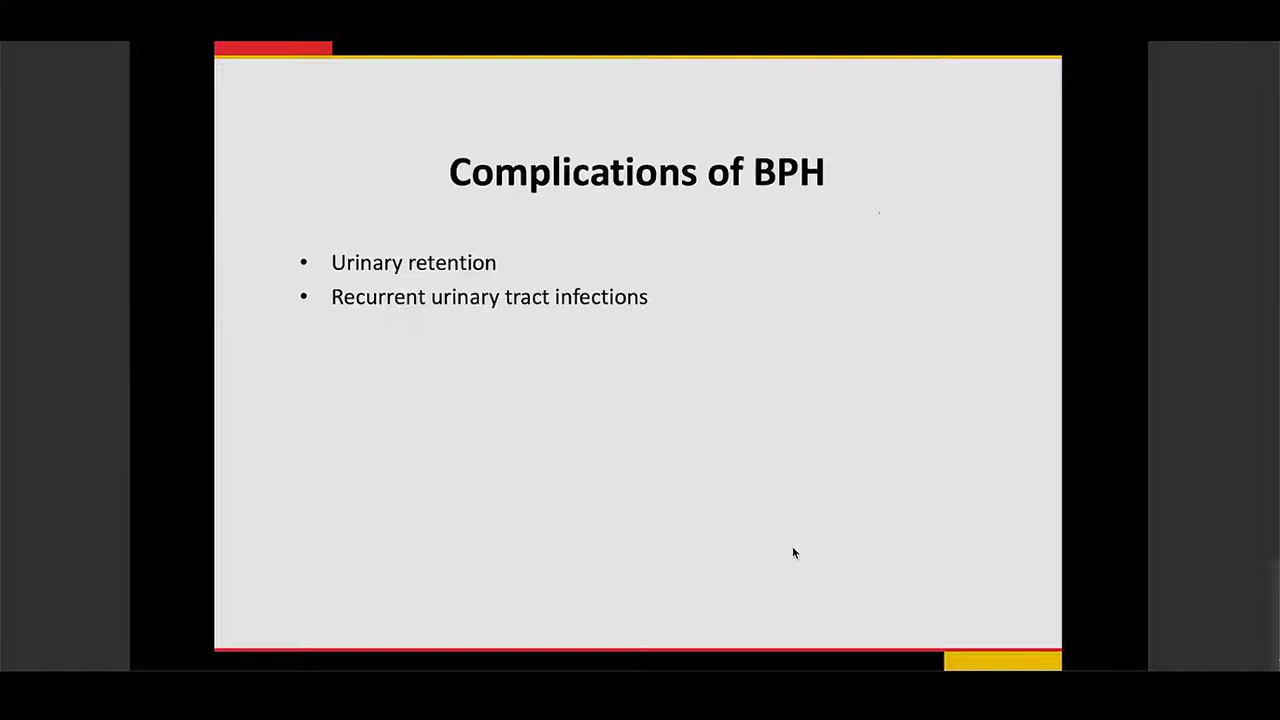 Complications of BPH
• Urinary retention
• Recurrent urinary tract infections